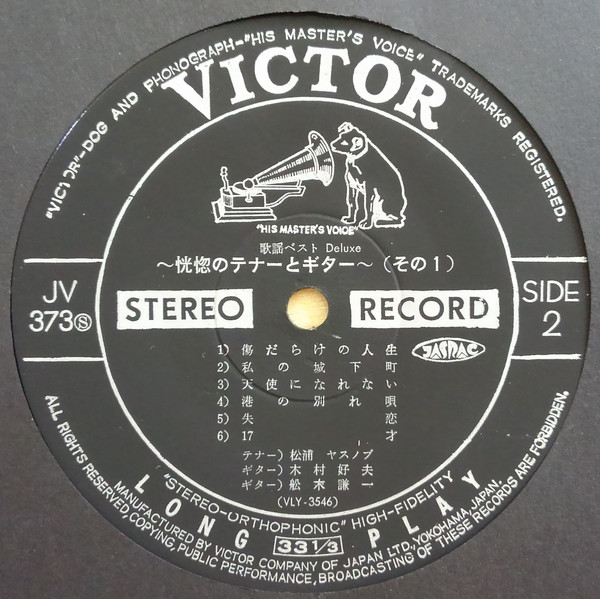 "VICTOR"-DOG AND PHONOGRAPH-"HIS MASTER'S VOICE" TRADEMARKS REGISTERED.
VICTOR
"HIS MASTER'S VOICE"
歌謡ベスト Deluxe
～恍惚のテナーとギター～(その1)
JV
373Ⓢ
STEREO RECORD
SIDE
2
JASRAC
1) 傷だらけの人生
2) 私の城下町
3) 天使になれない
4) 港の別れ唄
5) 失恋
6) 17才
テナー) 松浦 ヤスノブ
ギター) 木村好夫
ギター) 舩木謙一
(VLY-3546)
"STEREO-ORTHOPHONIC" HIGH-FIDELITY
LONG 33 1/3 PLAY
MANUFACTURED BY VICTOR COMPANY OF JAPAN LTD., YOKOHAMA, JAPAN.
ALL RIGHTS RESERVED, COPYING, PUBLIC PERFORMANCE, BROADCASTING OF THESE RECORDS ARE FORBIDDEN.